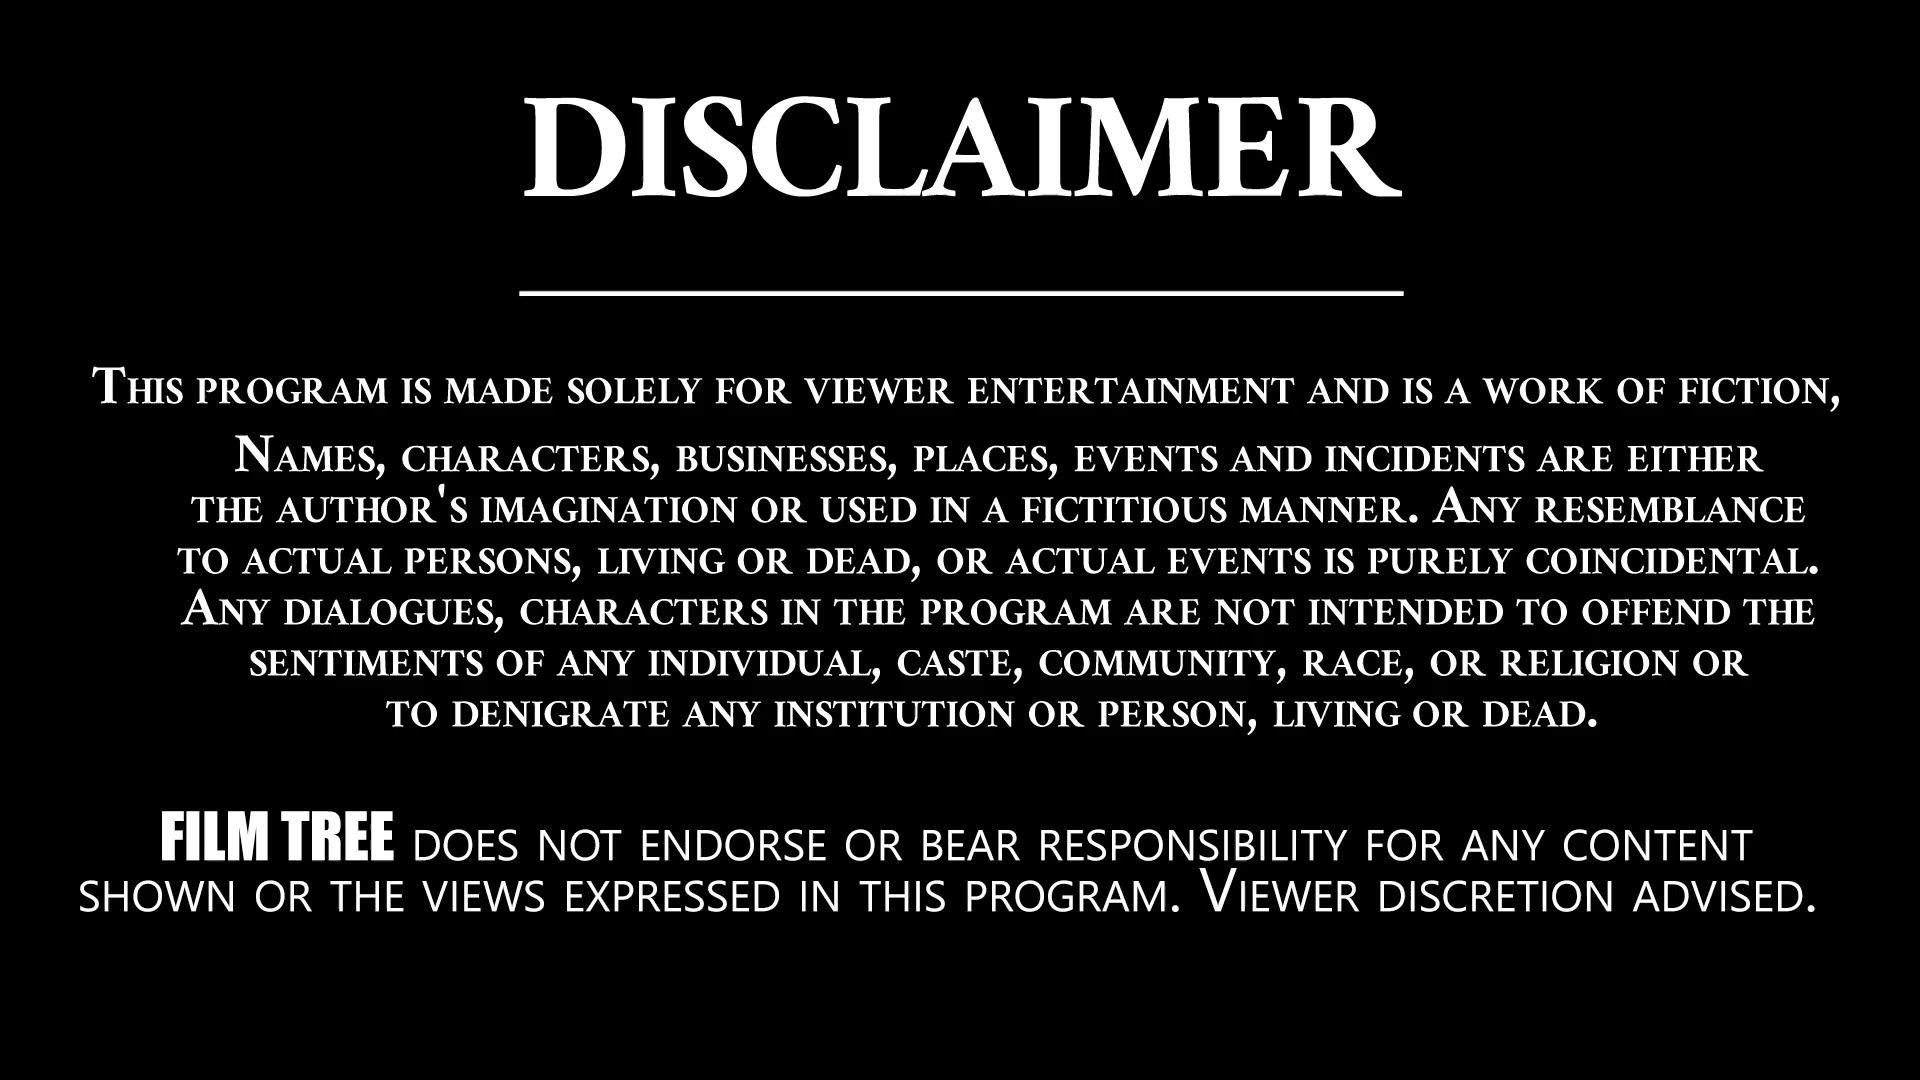 DISCLAIMER
This program is made solely for viewer entertainment and is a work of fiction,
Names, characters, businesses, places, events and incidents are either
the author's imagination or used in a fictitious manner. Any resemblance
to actual persons, living or dead, or actual events is purely coincidental.
Any dialogues, characters in the program are not intended to offend the
sentiments of any individual, caste, community, race, or religion or
to denigrate any institution or person, living or dead.
FILM TREE does not endorse or bear responsibility for any content
shown or the views expressed in this program. Viewer discretion advised.